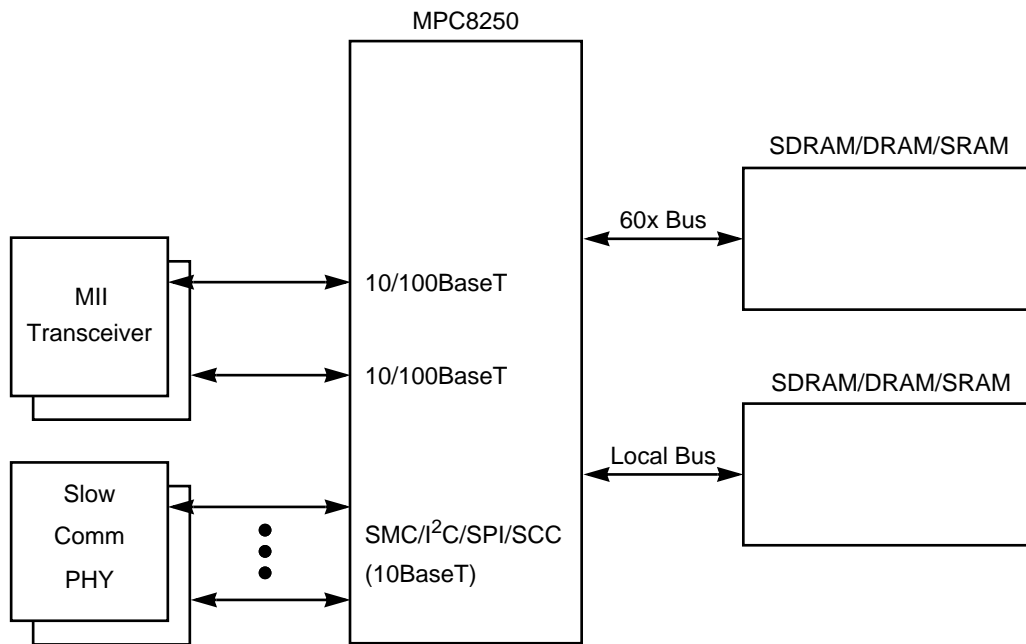 MPC8250
SDRAM/DRAM/SRAM
60x Bus
MII
Transceiver
10/100BaseT
10/100BaseT
SDRAM/DRAM/SRAM
Local Bus
Slow
Comm
PHY
SMC/I²C/SPI/SCC
(10BaseT)